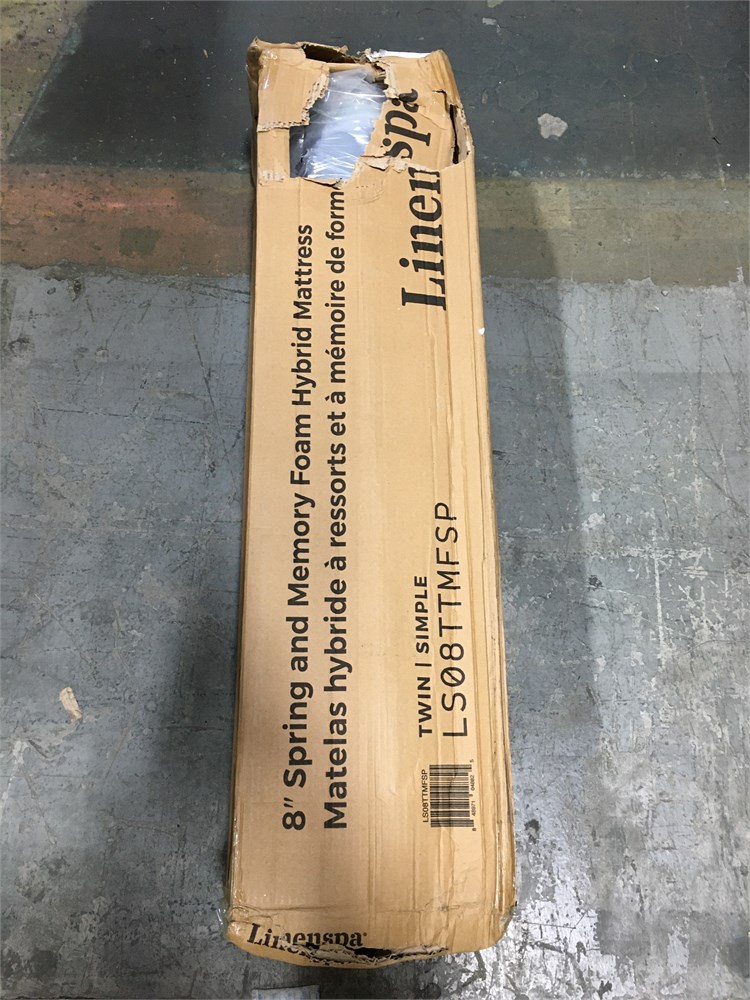 Linenspa
8" Spring and Memory Foam Hybrid Mattress
Matelas hybride à ressorts et à mémoire de form
TWIN | SIMPLE
LS08TTMFSP
LS08TTMFSP
Linenspa